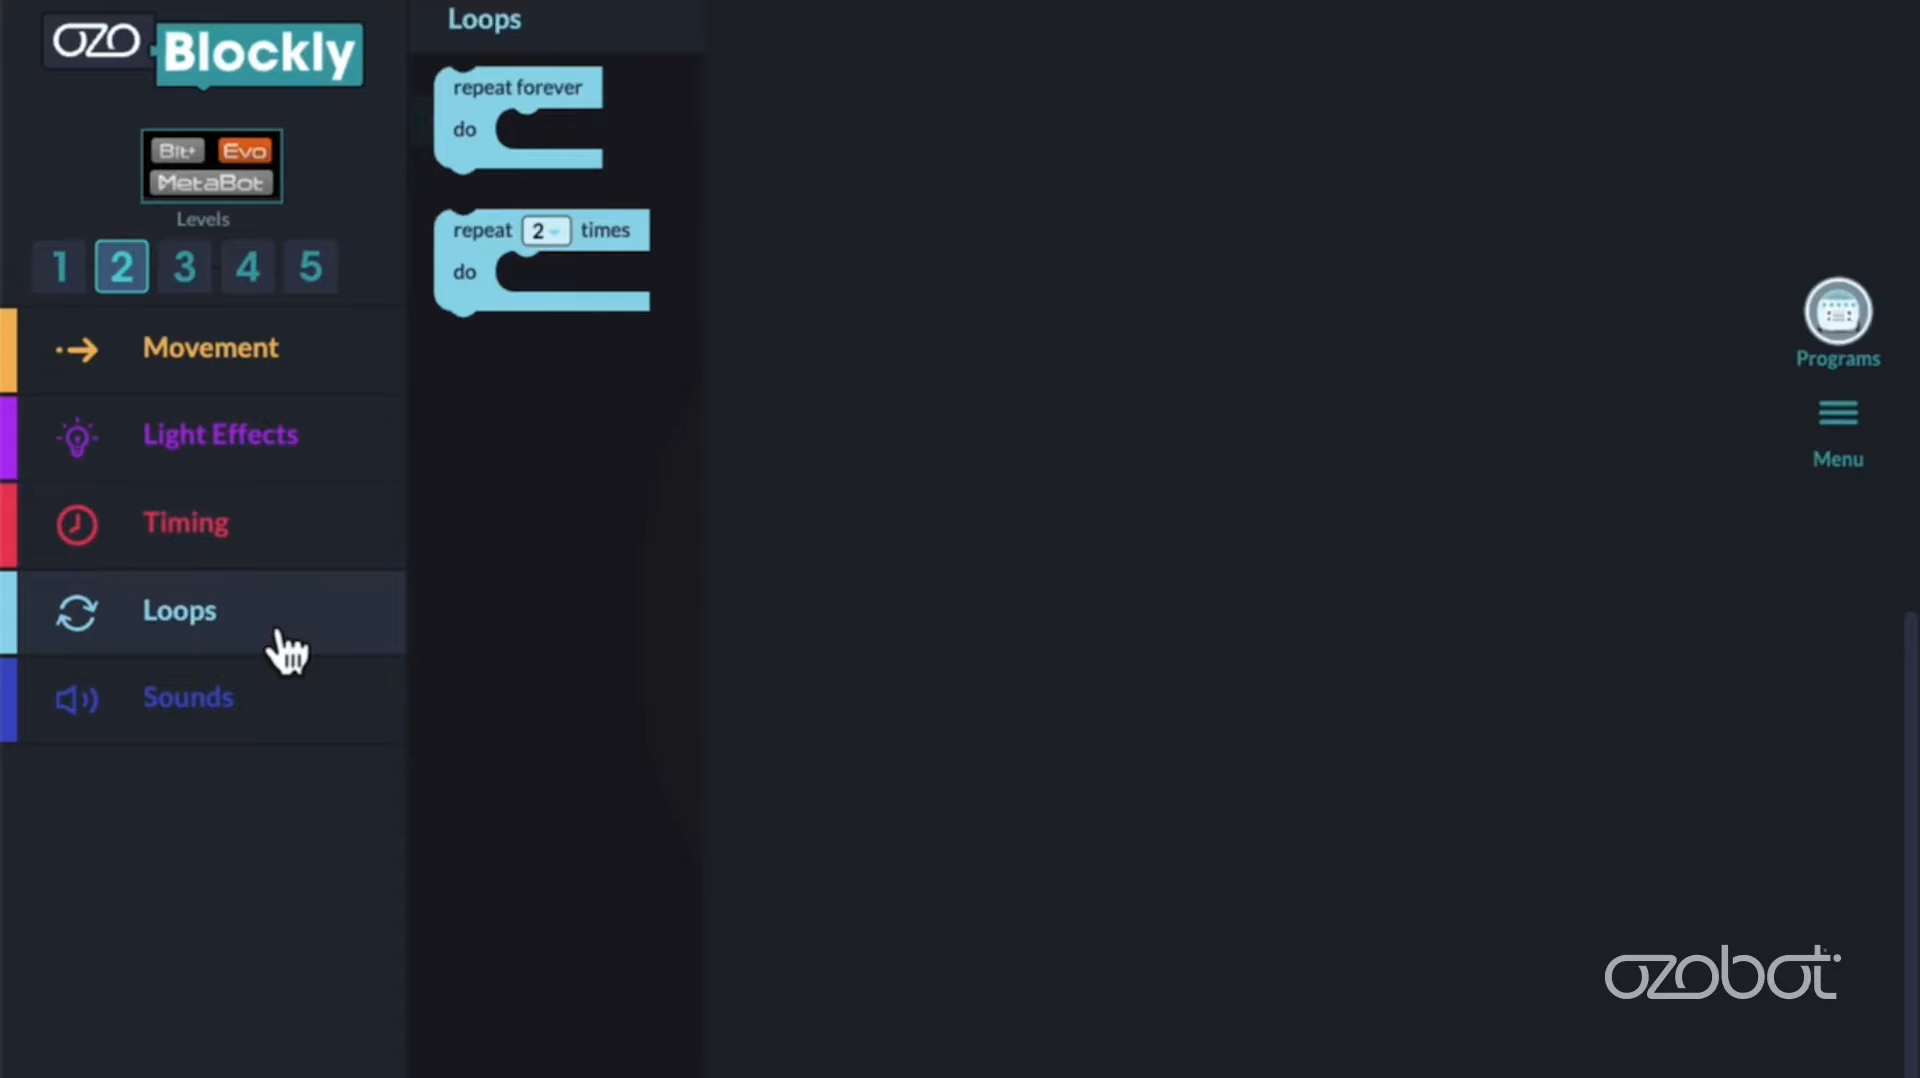 OZO Blockly
Bit+ Evo
MetaBot
Levels
1 2 3 4 5
Movement
Light Effects
Timing
Loops
Sounds
Loops
repeat forever
do
repeat 2 times
do
Programs
Menu
ozobot